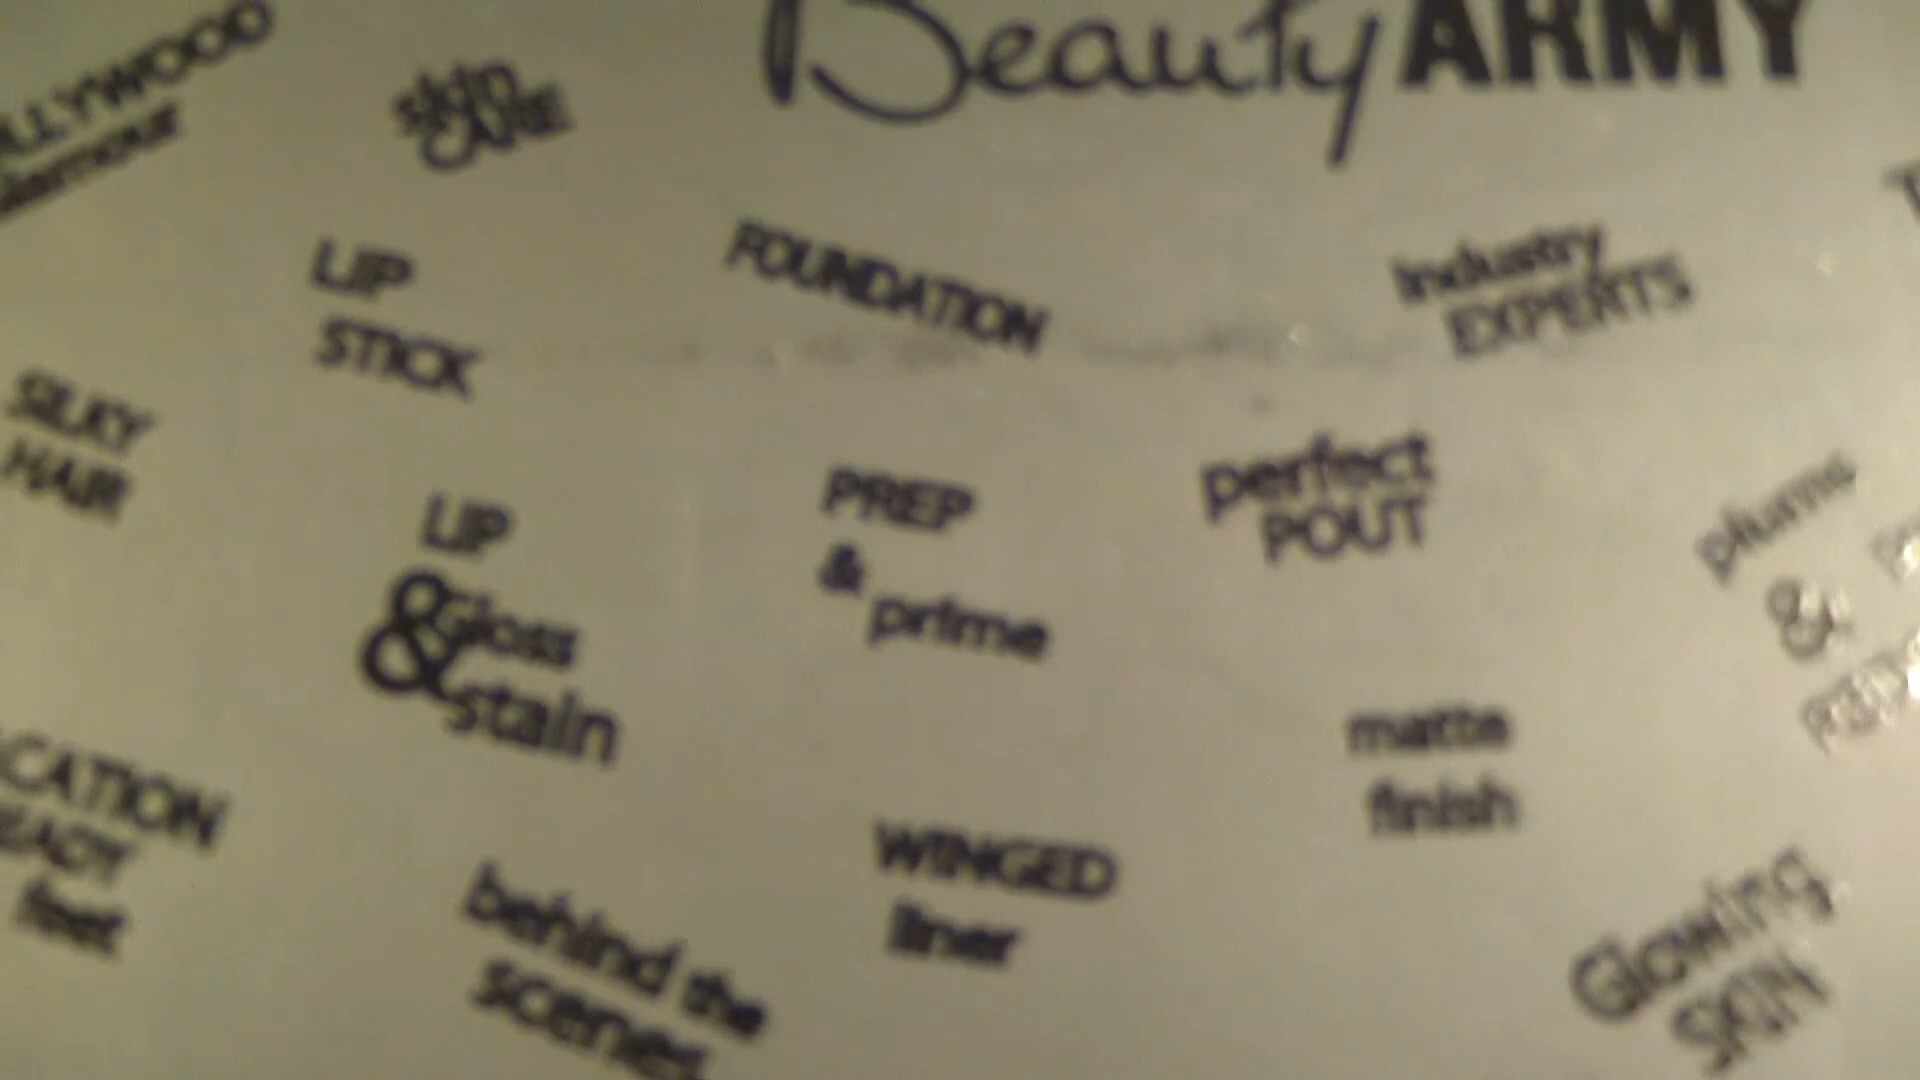 Beauty ARMY
skin
CARE
LIP
STICK
FOUNDATION
Industry
EXPERTS
SILKY
HAIR
LIP
& Gloss
stain
PREP
&
prime
perfect
POUT
plums
&
matte
finish
WINGED
liner
behind the
scenes
Glowing
SKIN